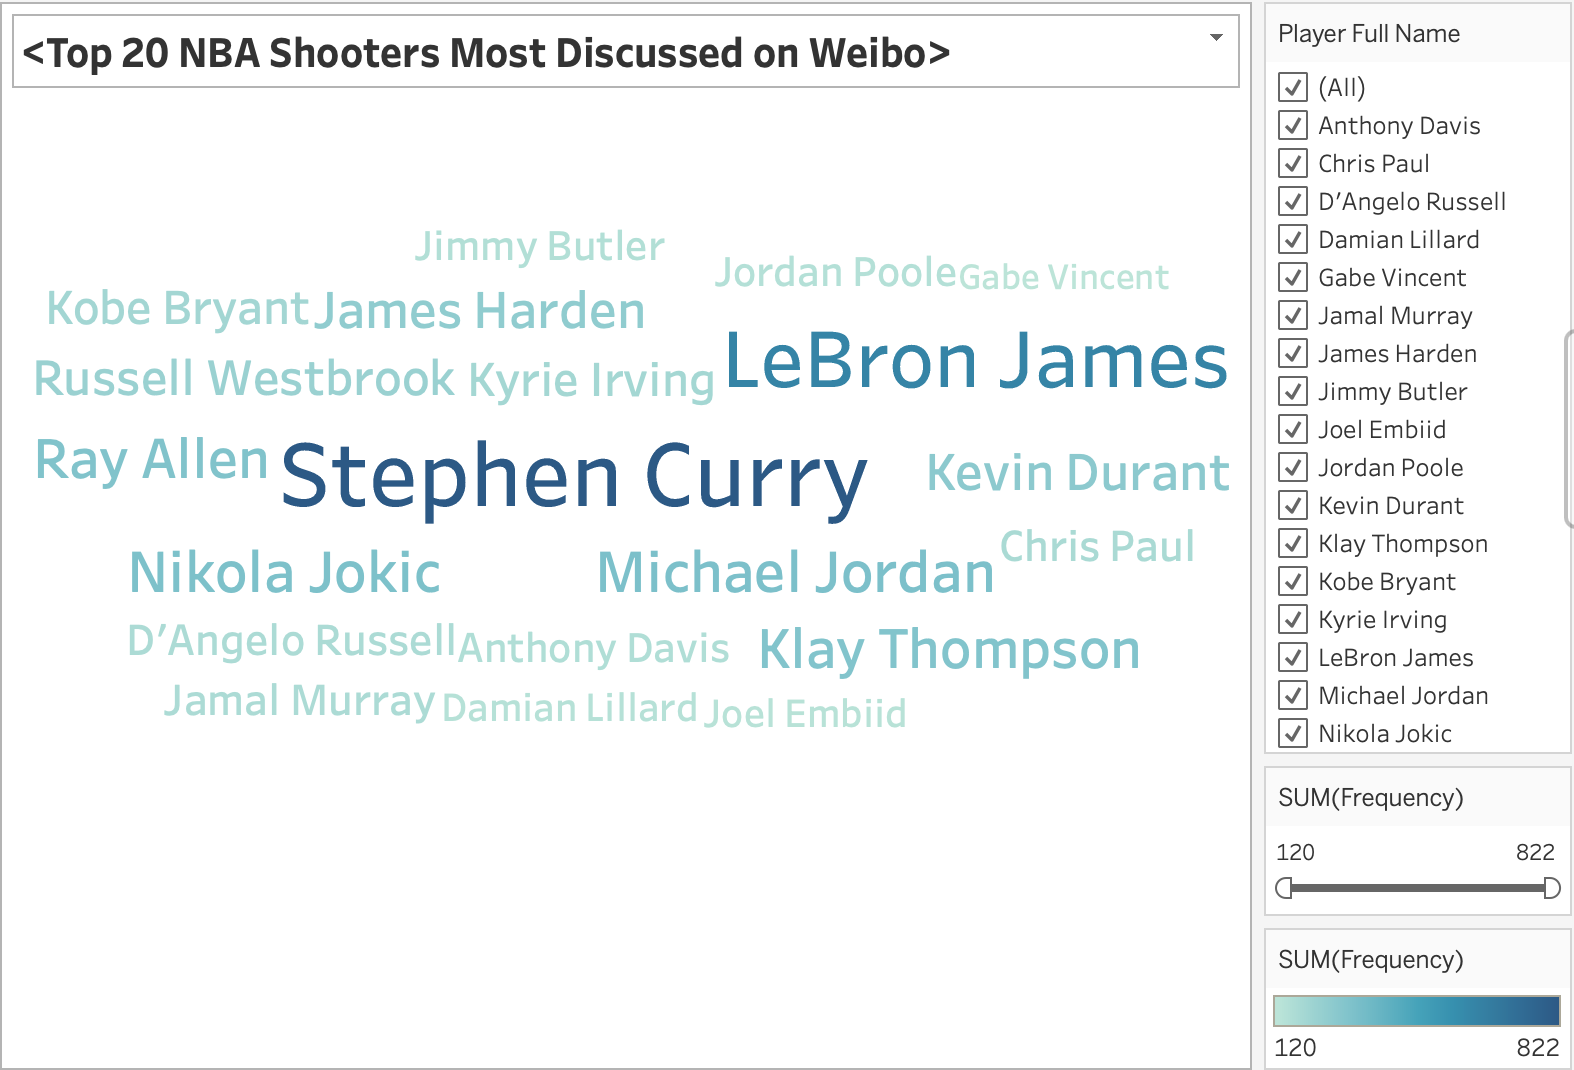 <Top 20 NBA Shooters Most Discussed on Weibo>
Jimmy Butler
Jordan Poole
Gabe Vincent
Kobe Bryant
James Harden
LeBron James
Russell Westbrook
Kyrie Irving
Ray Allen
Stephen Curry
Kevin Durant
Chris Paul
Nikola Jokic
Michael Jordan
D’Angelo Russell
Anthony Davis
Klay Thompson
Jamal Murray
Damian Lillard
Joel Embiid
Player Full Name
(All)
Anthony Davis
Chris Paul
D’Angelo Russell
Damian Lillard
Gabe Vincent
Jamal Murray
James Harden
Jimmy Butler
Joel Embiid
Jordan Poole
Kevin Durant
Klay Thompson
Kobe Bryant
Kyrie Irving
LeBron James
Michael Jordan
Nikola Jokic
SUM(Frequency)
120 822
SUM(Frequency)
120 822